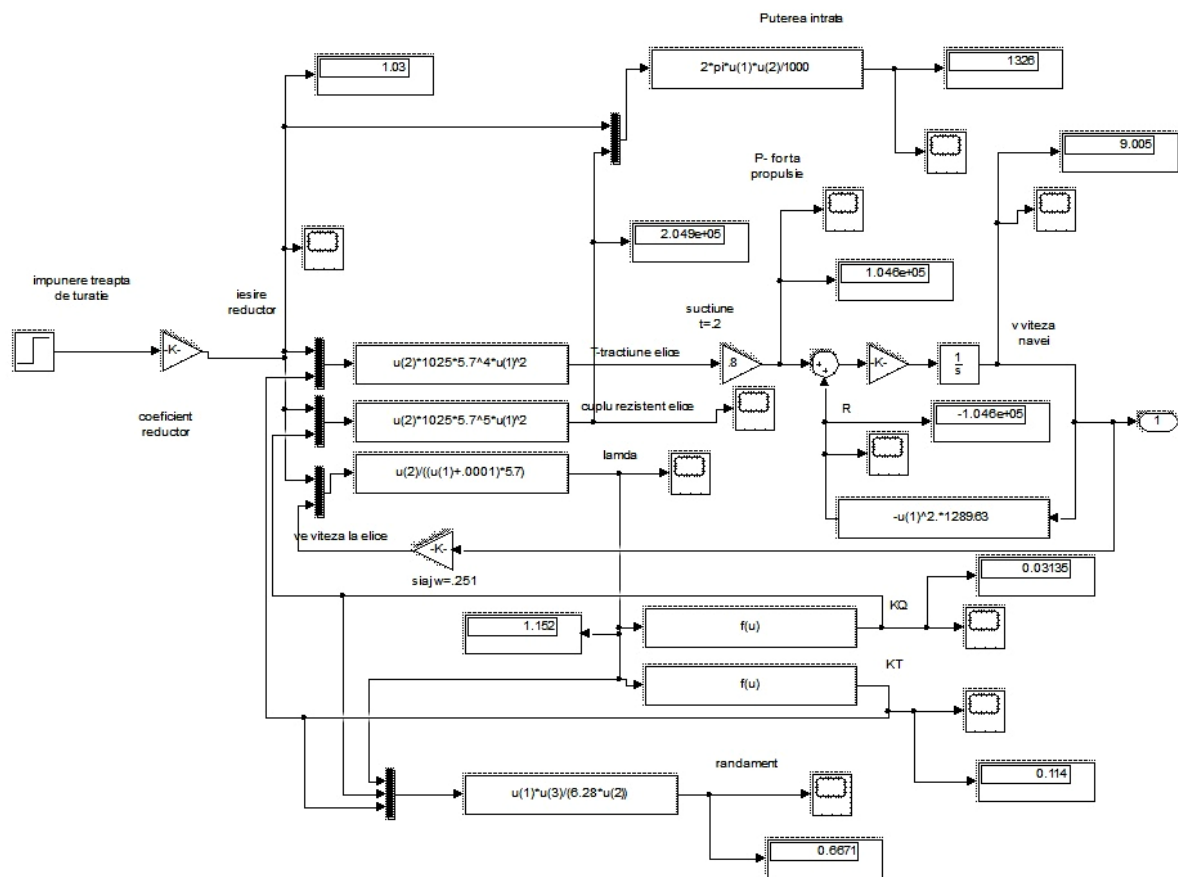 Puterea intrata
1.03
2*pi*u(1)*u(2)/1000
1326
P- forta
propulsie
9.005
2.049e+05
1.046e+05
impunere treapta
de turatie
iesire
reductor
suctiune
t=.2
v viteza
navei
-K-
u(2)*1025*5.7^4*u(1)^2
T-tractiune elice
.8
+
+
-K-
1
s
coeficient
reductor
u(2)*1025*5.7^5*u(1)^2
cuplu rezistent elice
R
-1.046e+05
1
lamda
u(2)/((u(1)+.0001)*5.7)
-u(1)^2.*1289.63
ve viteza la elice
-K-
siaj w=.251
0.03135
KQ
1.152
f(u)
KT
f(u)
randament
0.114
u(1)*u(3)/(6.28*u(2))
0.6671